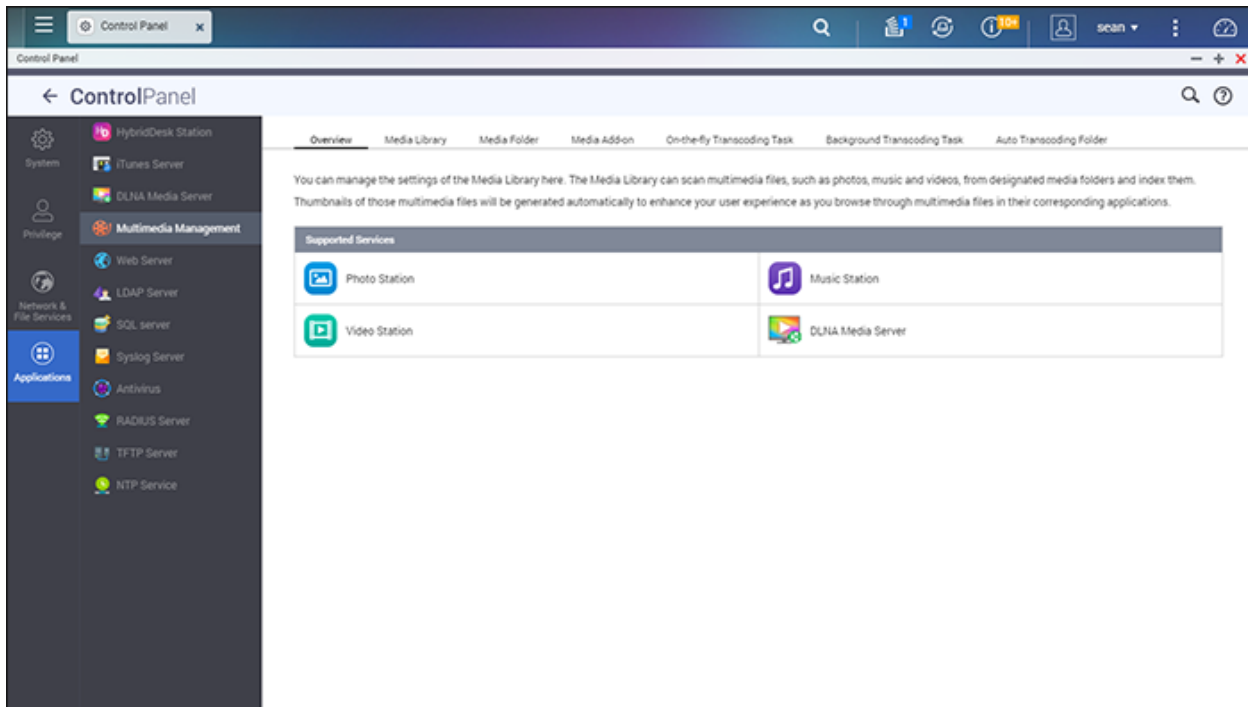 Control Panel
1
10+
sean
Control Panel
ControlPanel
System
Privilege
Network &
File Services
Applications
HybridDesk Station
iTunes Server
DLNA Media Server
Multimedia Management
Web Server
LDAP Server
SQL server
Syslog Server
Antivirus
RADIUS Server
TFTP Server
NTP Service
Overview Media Library Media Folder Media Add-on On-the-fly Transcoding Task Background Transcoding Task Auto Transcoding Folder
You can manage the settings of the Media Library here. The Media Library can scan multimedia files, such as photos, music and videos, from designated media folders and index them.
Thumbnails of those multimedia files will be generated automatically to enhance your user experience as you browse through multimedia files in their corresponding applications.
Supported Services
Photo Station
Music Station
Video Station
DLNA Media Server